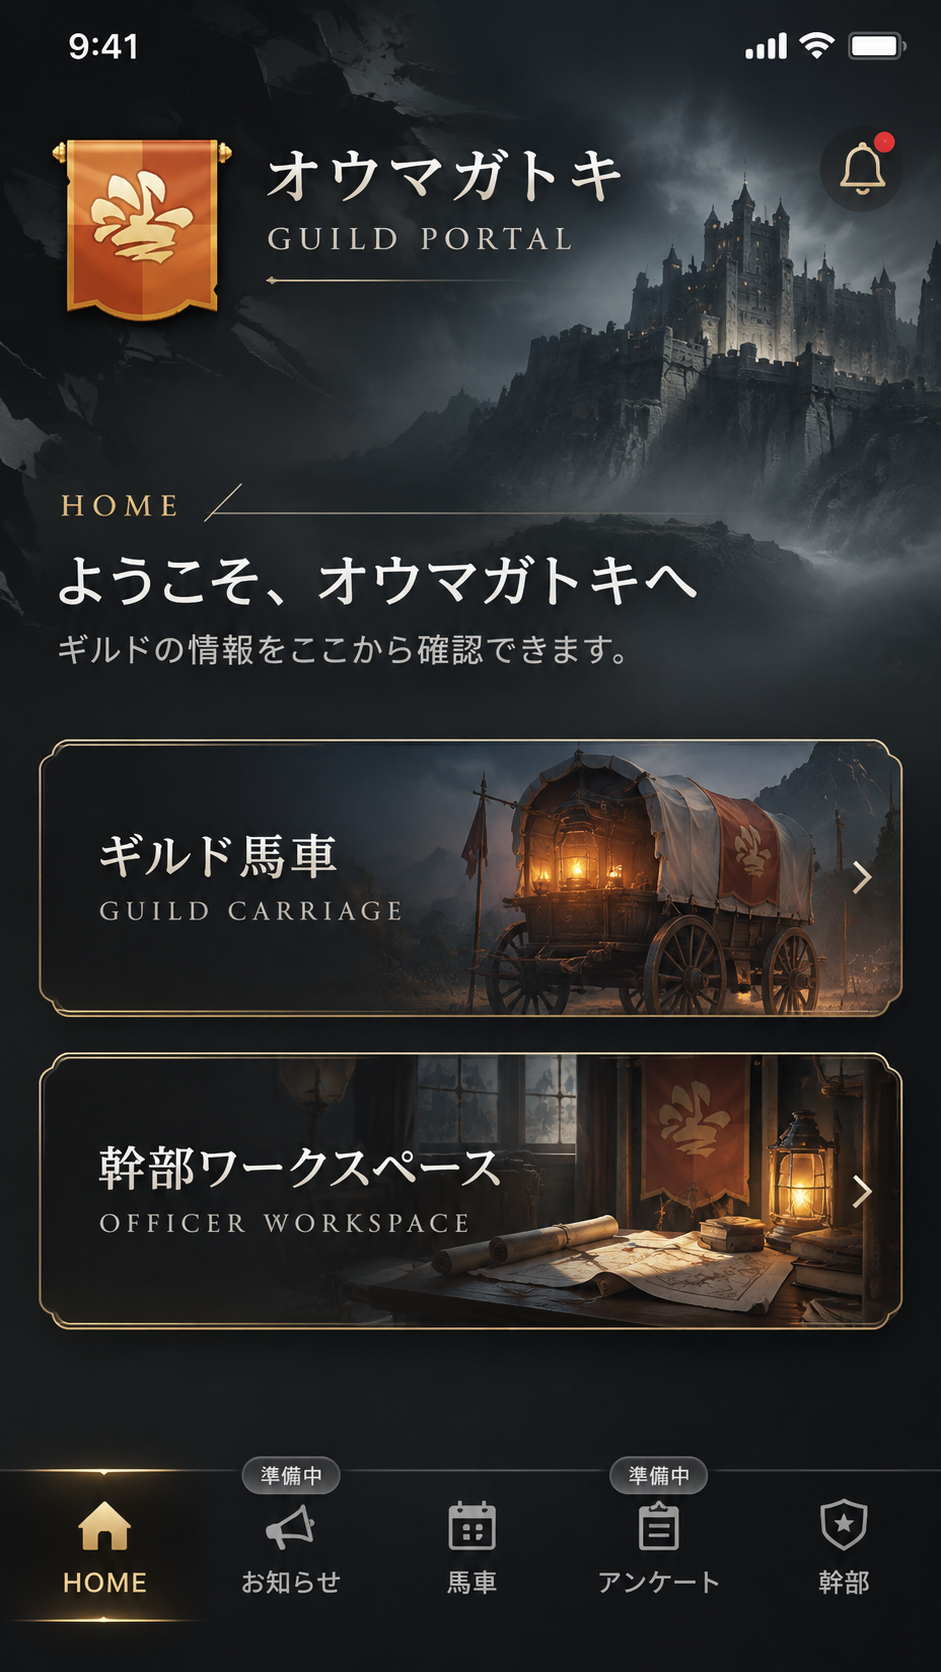 9:41
オウマガトキ
GUILD PORTAL
HOME
ようこそ、オウマガトキへ
ギルドの情報をここから確認できます。
ギルド馬車
GUILD CARRIAGE
幹部ワークスペース
OFFICER WORKSPACE
準備中
準備中
HOME
お知らせ
馬車
アンケート
幹部